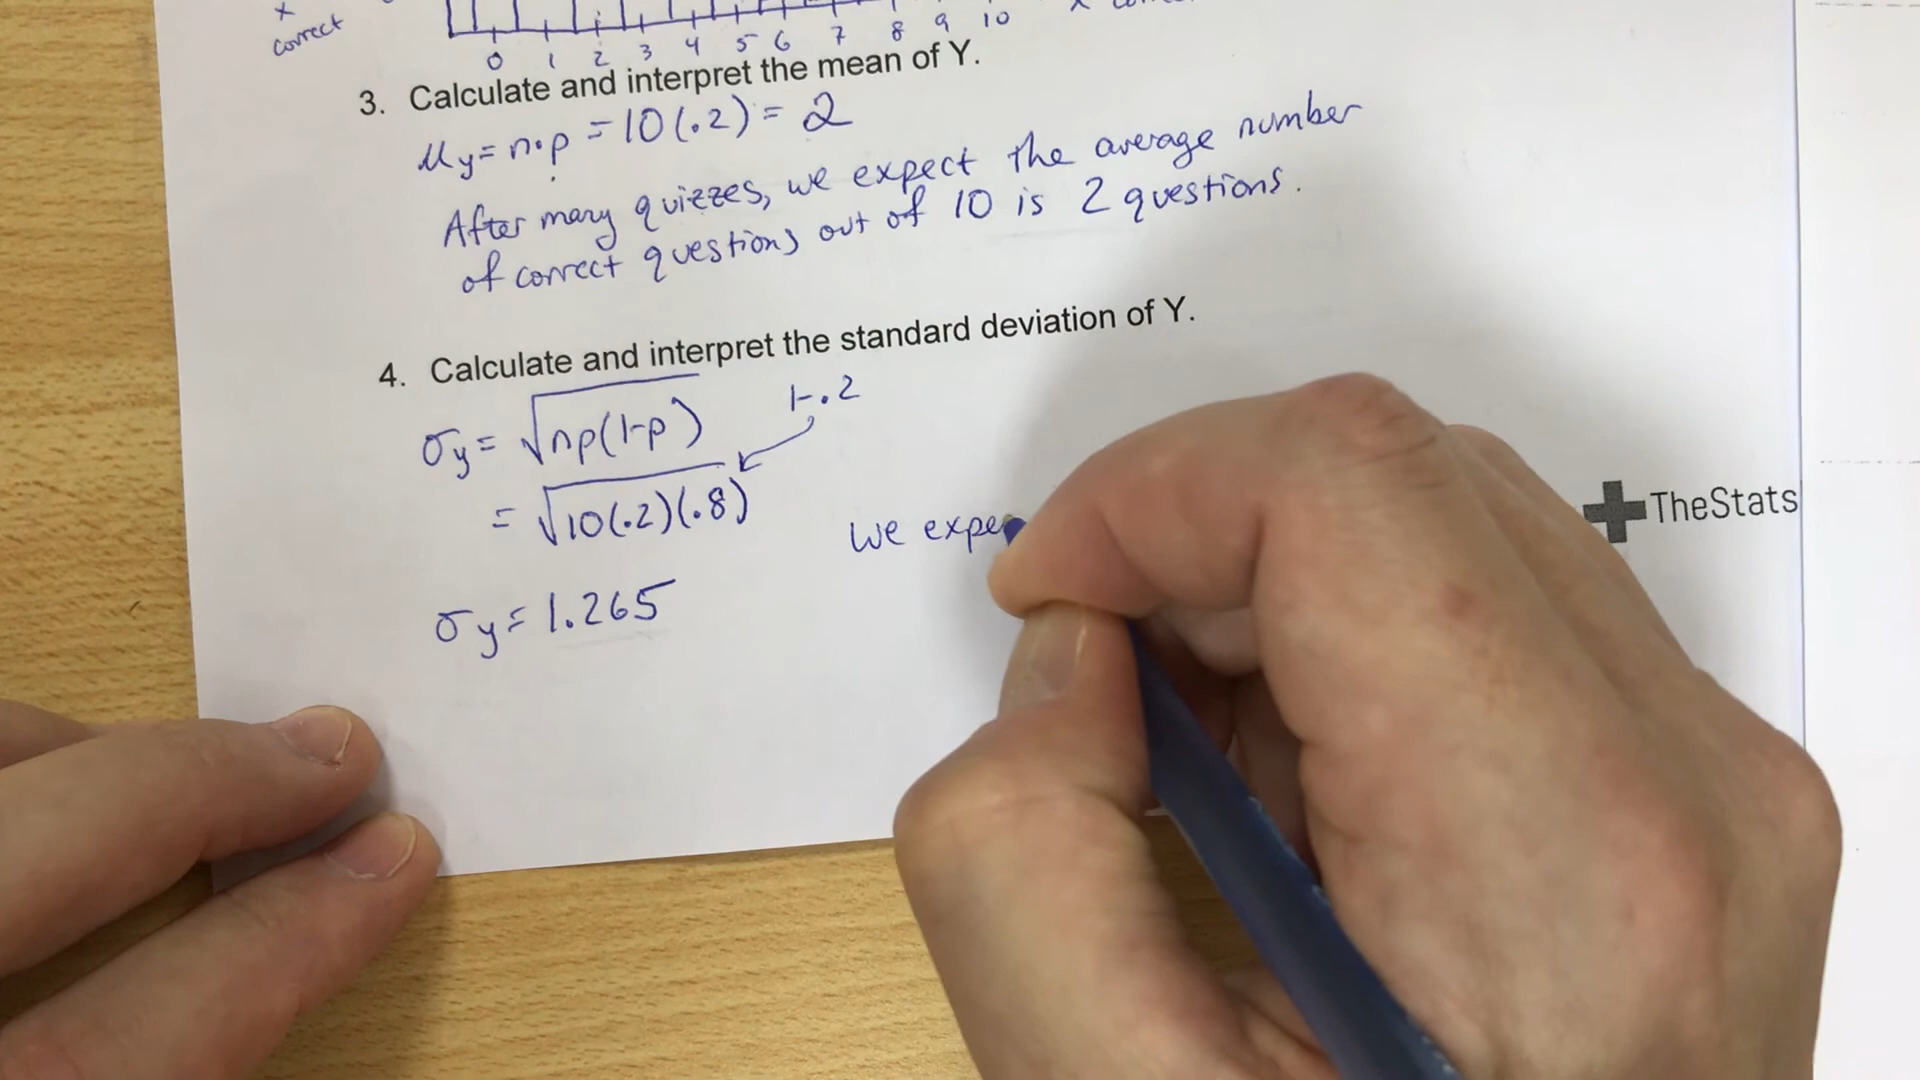 x
correct
0 1 2 3 4 5 6 7 8 9 10
3. Calculate and interpret the mean of Y.
μy = n·p = 10(.2) = 2
After many quizzes, we expect the average number
of correct questions out of 10 is 2 questions.
4. Calculate and interpret the standard deviation of Y.
σy = √np(1-p)
1-.2
= √10(.2)(.8)
We expe
TheStats
σy = 1.265